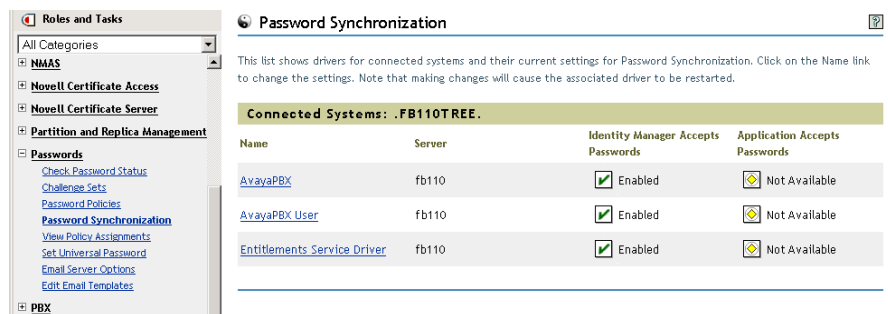 Roles and Tasks
All Categories
NMAS
Novell Certificate Access
Novell Certificate Server
Partition and Replica Management
Passwords
Check Password Status
Challenge Sets
Password Policies
Password Synchronization
View Policy Assignments
Set Universal Password
Email Server Options
Edit Email Templates
PBX
Password Synchronization
?
This list shows drivers for connected systems and their current settings for Password Synchronization. Click on the Name link
to change the settings. Note that making changes will cause the associated driver to be restarted.
Connected Systems: .FB110TREE.
Name Server Identity Manager Accepts Passwords Application Accepts Passwords
AvayaPBX fb110 Enabled Not Available
AvayaPBX User fb110 Enabled Not Available
Entitlements Service Driver fb110 Enabled Not Available